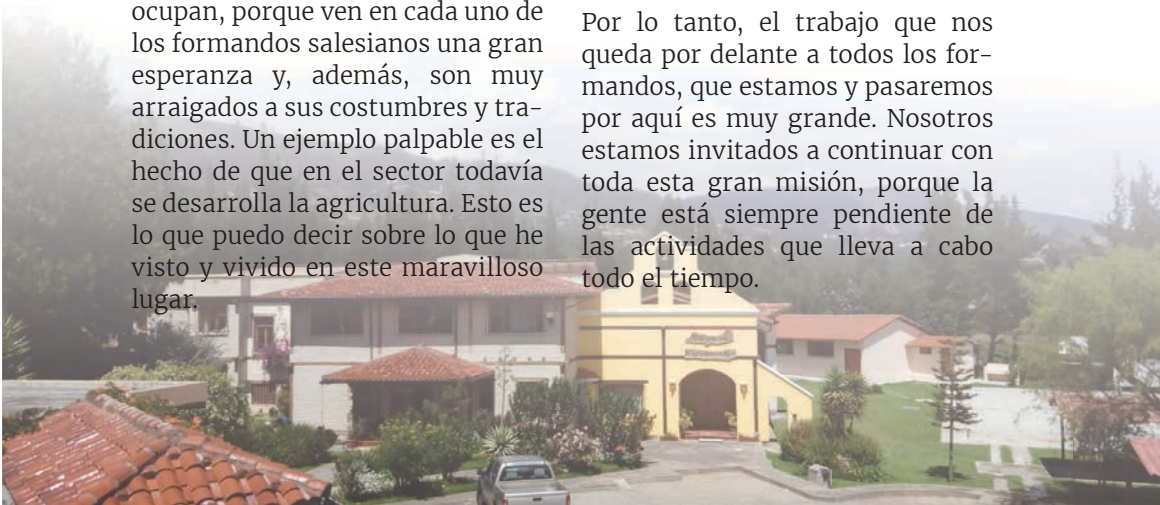 ocupan, porque ven en cada uno de
los formandos salesianos una gran
esperanza y, además, son muy
arraigados a sus costumbres y tra-
diciones. Un ejemplo palpable es el
hecho de que en el sector todavía
se desarrolla la agricultura. Esto es
lo que puedo decir sobre lo que he
visto y vivido en este maravilloso
lugar.
Por lo tanto, el trabajo que nos
queda por delante a todos los for-
mandos, que estamos y pasaremos
por aquí es muy grande. Nosotros
estamos invitados a continuar con
toda esta gran misión, porque la
gente está siempre pendiente de
las actividades que lleva a cabo
todo el tiempo.